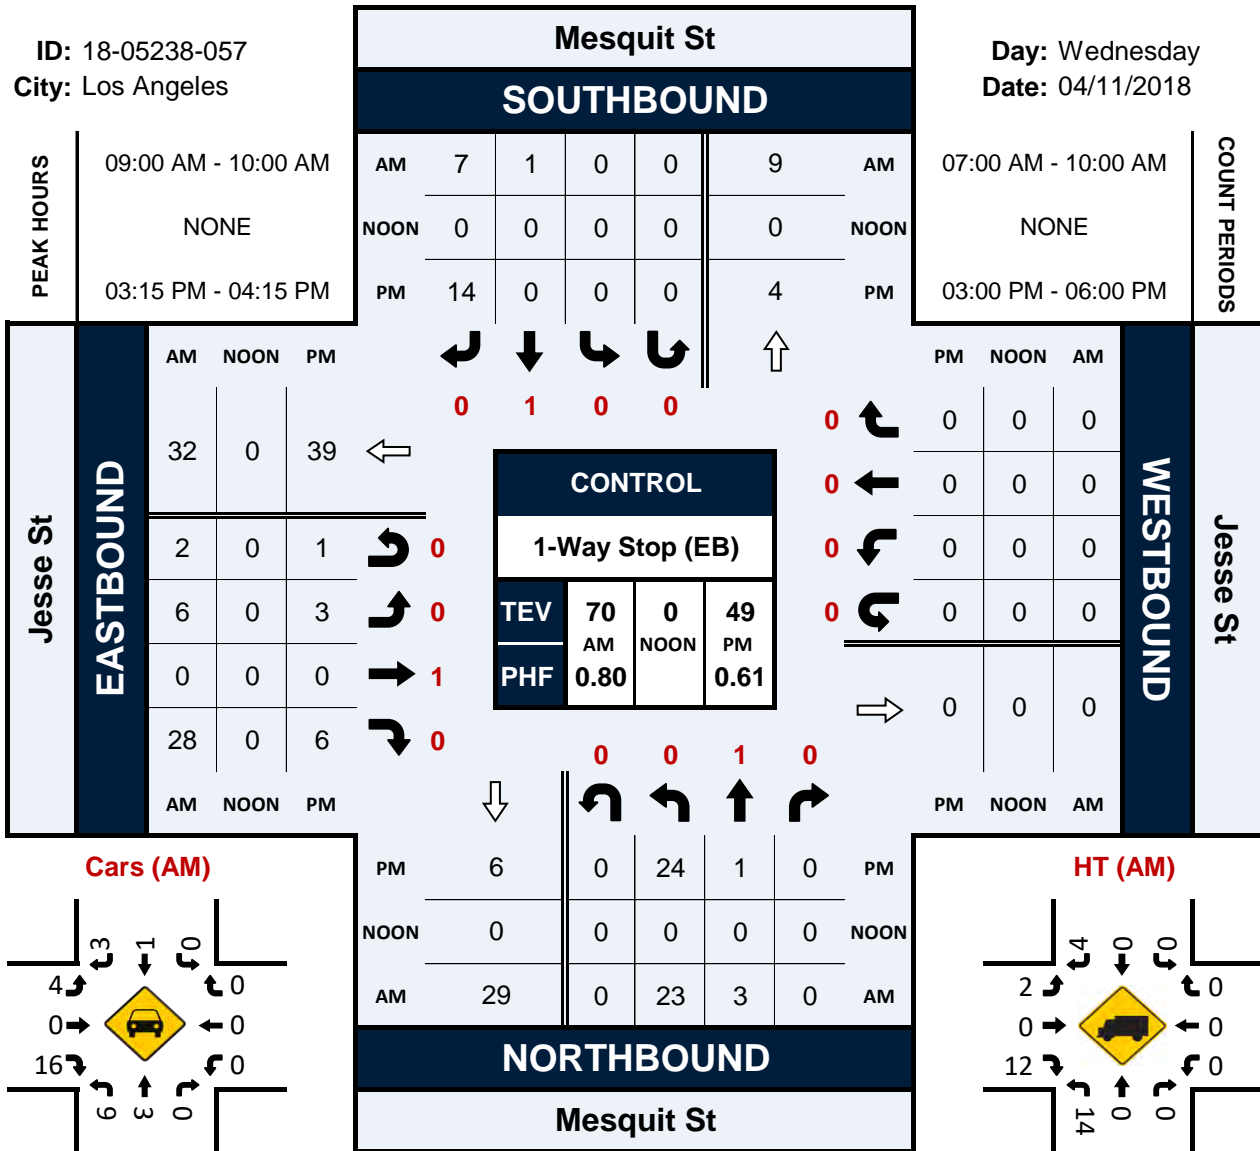 Mesquit St
ID: 18-05238-057
Day: Wednesday
City: Los Angeles
Date: 04/11/2018
SOUTHBOUND
PEAK HOURS
09:00 AM - 10:00 AM
AM 7 1 0 0 9 AM
07:00 AM - 10:00 AM
COUNT PERIODS
NONE
NOON 0 0 0 0 0 NOON
NONE
03:15 PM - 04:15 PM
PM 14 0 0 0 4 PM
03:00 PM - 06:00 PM
Jesse St
EASTBOUND
AM NOON PM
PM NOON AM
0 1 0 0
32 0 39
0 0 0 0
CONTROL
0 0 0 0
1-Way Stop (EB)
2 0 1 0
0 0 0 0
TEV 70 0 49
6 3 0 0
0 0 0 0
AM NOON PM
PHF 0.80 0.61
0 0 0 1
0 0 0
28 0 6 0
0 0 1 0
WESTBOUND
Jesse St
AM NOON PM
PM NOON AM
Cars (AM)
PM 6 0 24 1 0 PM
HT (AM)
NOON 0 0 0 0 0 NOON
AM 29 0 23 3 0 AM
3 1 0
4 0
0 0
16 0
9 3 0
4 0 0
2 0
0 0
12 0
14 0 0
NORTHBOUND
Mesquit St